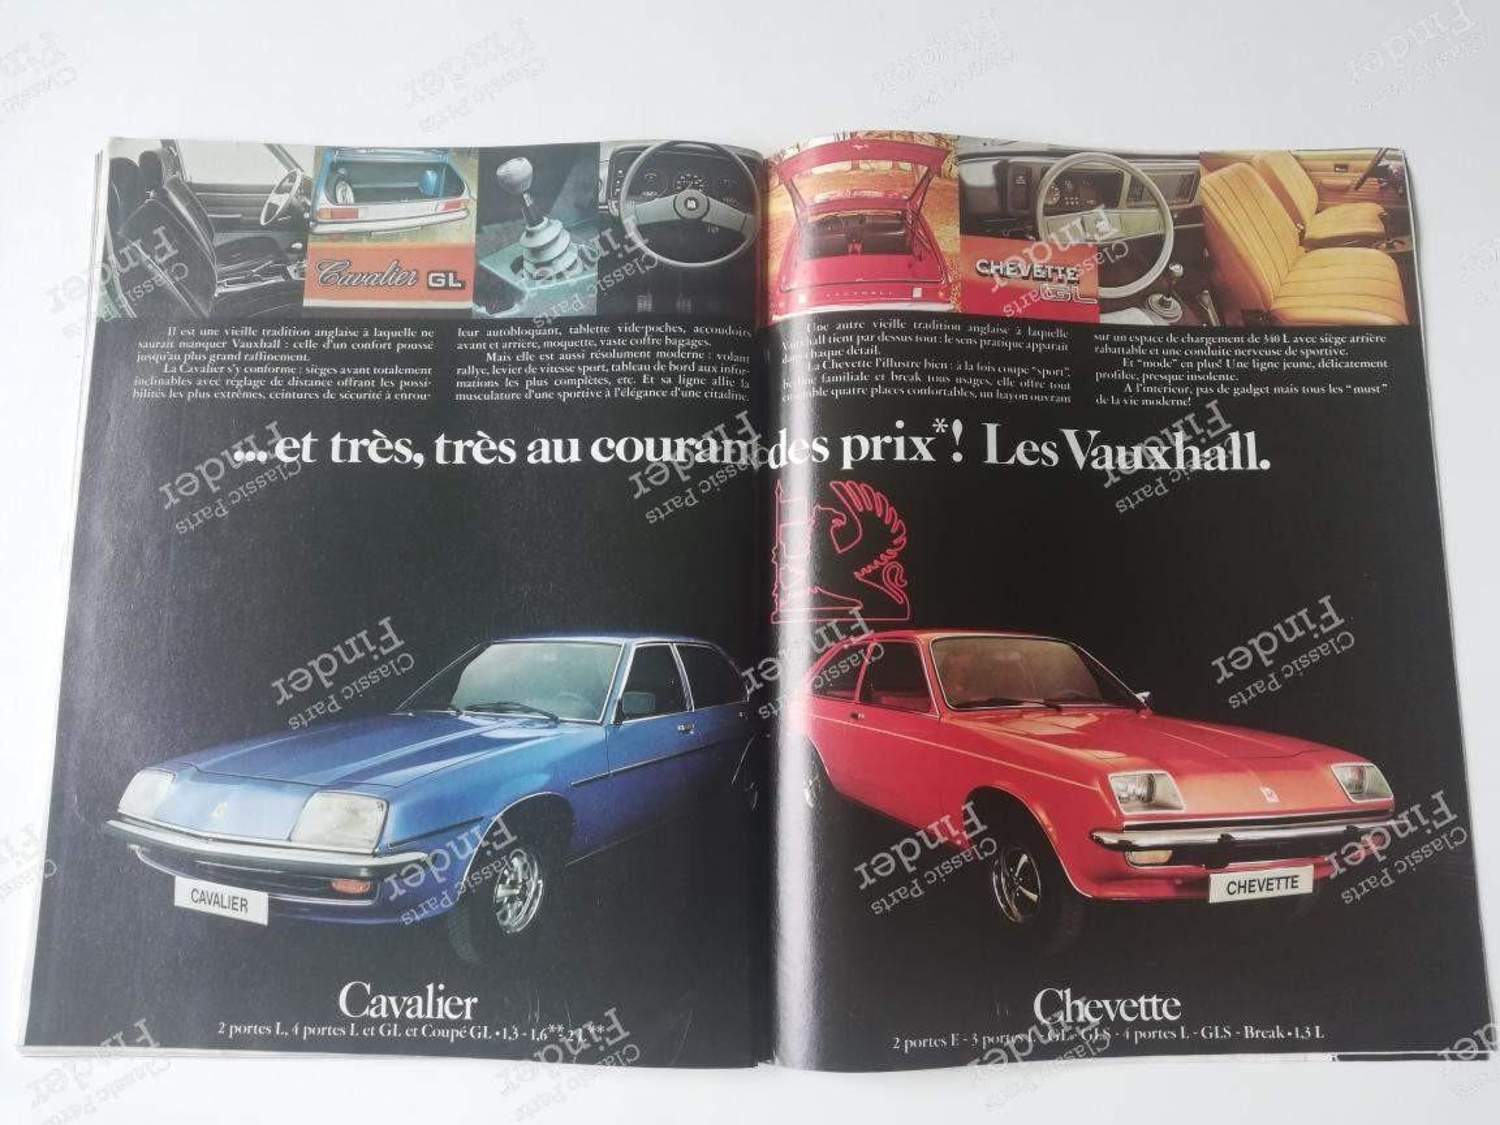 Cavalier GL
CHEVETTE
GL
VAUXHALL
Il est une vieille tradition anglaise à laquelle ne
saurait manquer Vauxhall : celle d'un confort poussé
jusqu'au plus grand raffinement.
La Cavalier s'y conforme : sièges avant totalement
inclinables avec réglage de distance offrant les possi-
bilités les plus extrêmes, ceintures de sécurité à enrou-
leur autobloquant, tablette vide-poches, accoudoirs
avant et arrière, moquette, vaste coffre bagages.
Mais elle est aussi résolument moderne : volant
rallye, levier de vitesse sport, tableau de bord aux infor-
mations les plus complètes, etc. Et sa ligne allie la
musculature d'une sportive à l'élégance d'une citadine.
Une autre vieille tradition anglaise à laquelle
Vauxhall tient par dessus tout : le sens pratique apparaît
dans chaque détail.
La Chevette l'illustre bien : à la fois coupe "sport",
berline familiale et break tous usages, elle offre tout
ensemble quatre places confortables, un hayon ouvrant
sur un espace de chargement de 340 L avec siège arrière
rabattable et une conduite nerveuse de sportive.
Et "mode" en plus! Une ligne jeune, délicatement
profilée, presque insolente.
A l'intérieur, pas de gadget mais tous les "must"
de la vie moderne!
... et très, très au couran des prix*! Les Vauxhall.
CAVALIER
CHEVETTE
Cavalier
2 portes L, 4 portes L et GL et Coupé GL • 1,3 - 1,6** - 2 L**
Chevette
2 portes E - 3 portes L - GL - GLS - 4 portes L - GLS - Break • 1,3 L
Classic Parts
Finder